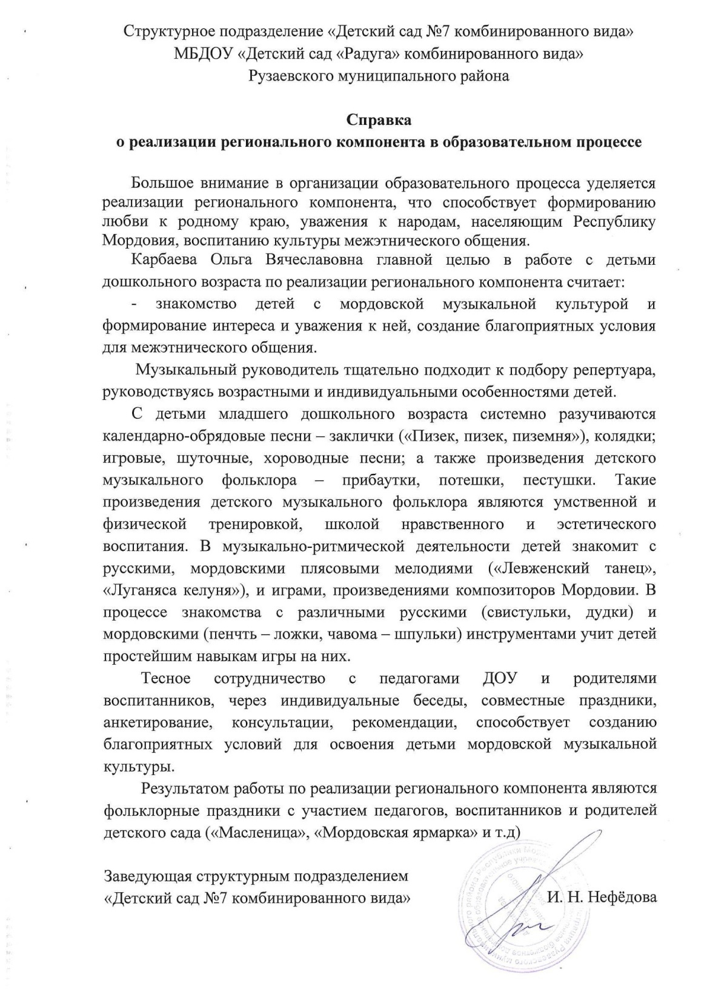 Структурное подразделение «Детский сад №7 комбинированного вида»
МБДОУ «Детский сад «Радуга» комбинированного вида»
Рузаевского муниципального района
Справка
о реализации регионального компонента в образовательном процессе
Большое внимание в организации образовательного процесса уделяется
реализации регионального компонента, что способствует формированию
любви к родному краю, уважения к народам, населяющим Республику
Мордовия, воспитанию культуры межэтнического общения.
Карбаева Ольга Вячеславовна главной целью в работе с детьми
дошкольного возраста по реализации регионального компонента считает:
- знакомство детей с мордовской музыкальной культурой и
формирование интереса и уважения к ней, создание благоприятных условия
для межэтнического общения.
Музыкальный руководитель тщательно подходит к подбору репертуара,
руководствуясь возрастными и индивидуальными особенностями детей.
С детьми младшего дошкольного возраста системно разучиваются
календарно-обрядовые песни – заклички («Пизек, пизек, пиземня»), колядки;
игровые, шуточные, хороводные песни; а также произведения детского
музыкального фольклора – прибаутки, потешки, пестушки. Такие
произведения детского музыкального фольклора являются умственной и
физической тренировкой, школой нравственного и эстетического
воспитания. В музыкально-ритмической деятельности детей знакомит с
русскими, мордовскими плясовыми мелодиями («Левженский танец»,
«Луганяса келуня»), и играми, произведениями композиторов Мордовии. В
процессе знакомства с различными русскими (свистульки, дудки) и
мордовскими (пенчть – ложки, чавома – шпульки) инструментами учит детей
простейшим навыкам игры на них.
Тесное сотрудничество с педагогами ДОУ и родителями
воспитанников, через индивидуальные беседы, совместные праздники,
анкетирование, консультации, рекомендации, способствует созданию
благоприятных условий для освоения детьми мордовской музыкальной
культуры.
Результатом работы по реализации регионального компонента являются
фольклорные праздники с участием педагогов, воспитанников и родителей
детского сада («Масленица», «Мордовская ярмарка» и т.д)
Заведующая структурным подразделением
«Детский сад №7 комбинированного вида» И. Н. Нефёдова